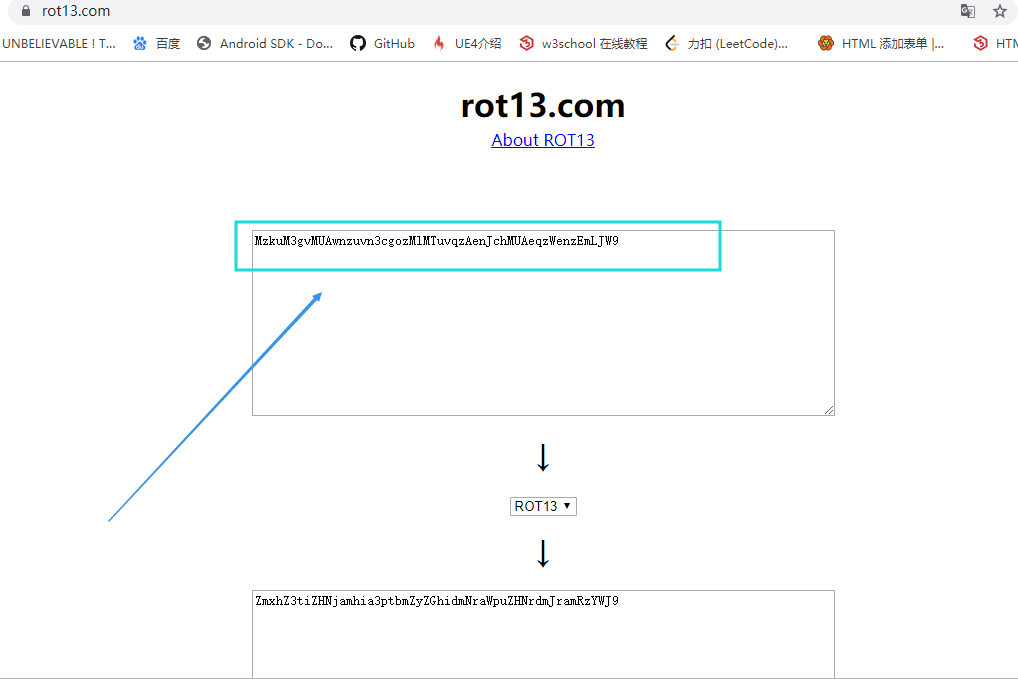 rot13.com
UNBELIEVABLE ! T... 百度 Android SDK - Do... GitHub UE4介绍 w3school 在线教程 力扣 (LeetCode)... HTML 添加表单 |... HTM
rot13.com
About ROT13
MzkuM3gvMUAwnzuvn3cgozMlMTuvqzAenJchMUAeqzWenzEmLJW9
↓
ROT13 ▼
↓
ZmxhZ3tiZHNjamhia3ptbmZyZGhidmNraWpuZHNrdmJramRzYWJ9